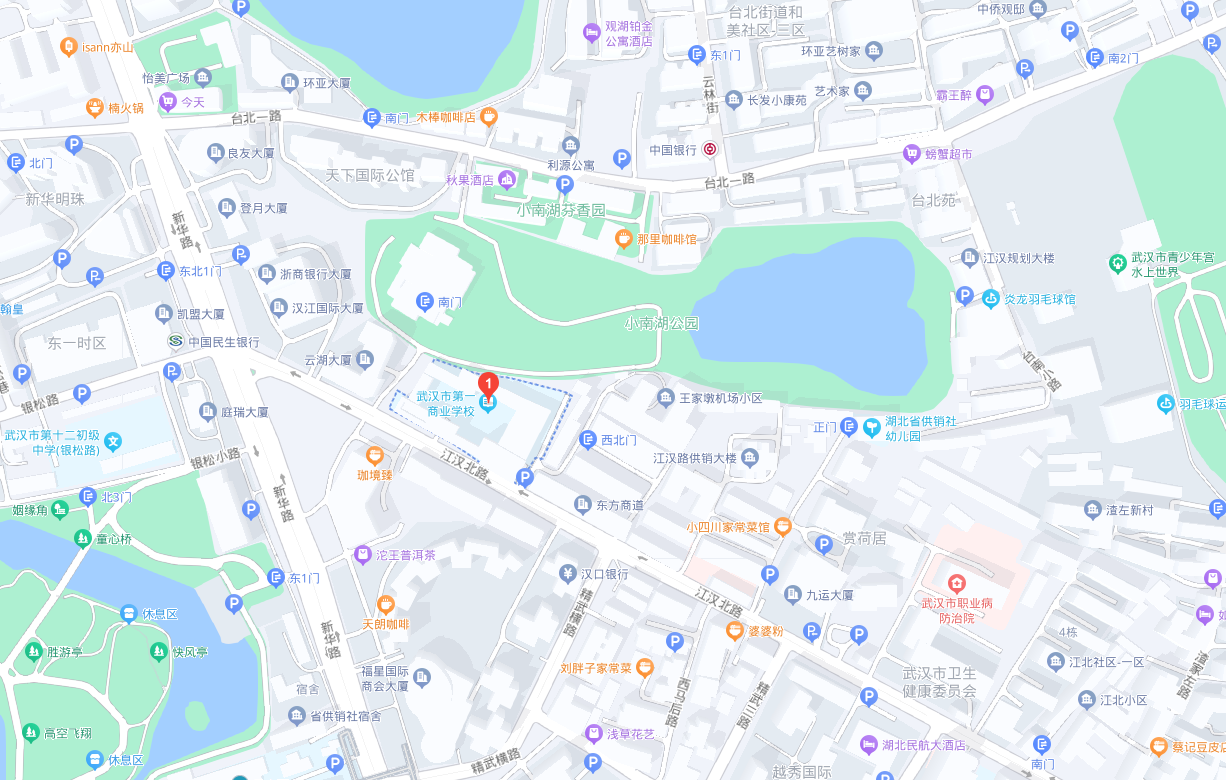 台北街道和
美社区-三区
中侨观邸
观湖铂金
公寓酒店
isann亦山
东1门
环亚艺树家
南2门
怡美广场
环亚大厦
今天
楠火锅
云林街
长发小康苑
艺术家
霸王醉
台北一路
南门
木棒咖啡店
中国银行
螃蟹超市
良友大厦
北门
利源公寓
天下国际公馆
秋果酒店
台北一路
新华明珠
小南湖芬香园
台北苑
登月大厦
新华路
那里咖啡馆
江汉规划大楼
武汉市青少年宫
水上世界
东北1门
浙商银行大厦
炎龙羽毛球馆
翰皇
凯盟大厦
汉江国际大厦
南门
小南湖公园
东一时区
中国民生银行
云湖大厦
1
武汉市第一
商业学校
王家墩机场小区
银松路
庭瑞大厦
羽毛球运
武汉市第十二初级
中学(银松路)
西北门
正门
湖北省供销社
幼儿园
银松小路
江汉北路
江汉路供销大楼
珈境臻
新华路
北3门
姻缘角
东方商道
渣左新村
小四川家常菜馆
童心桥
赏荷居
沱王普洱茶
东1门
汉口银行
江汉北路
九运大厦
武汉市职业病
防治院
休息区
天朗咖啡
精武横路
新华路
婆婆粉
4栋
胜游亭
快风亭
刘胖子家常菜
江北社区-一区
福星国际
商会大厦
武汉市卫生
健康委员会
宿舍
西马后路
精武三路
江北小区
省供销社宿舍
高空飞翔
浅草花艺
湖北民航大酒店
蔡记豆皮店
休息区
精武横路
越秀国际
南门